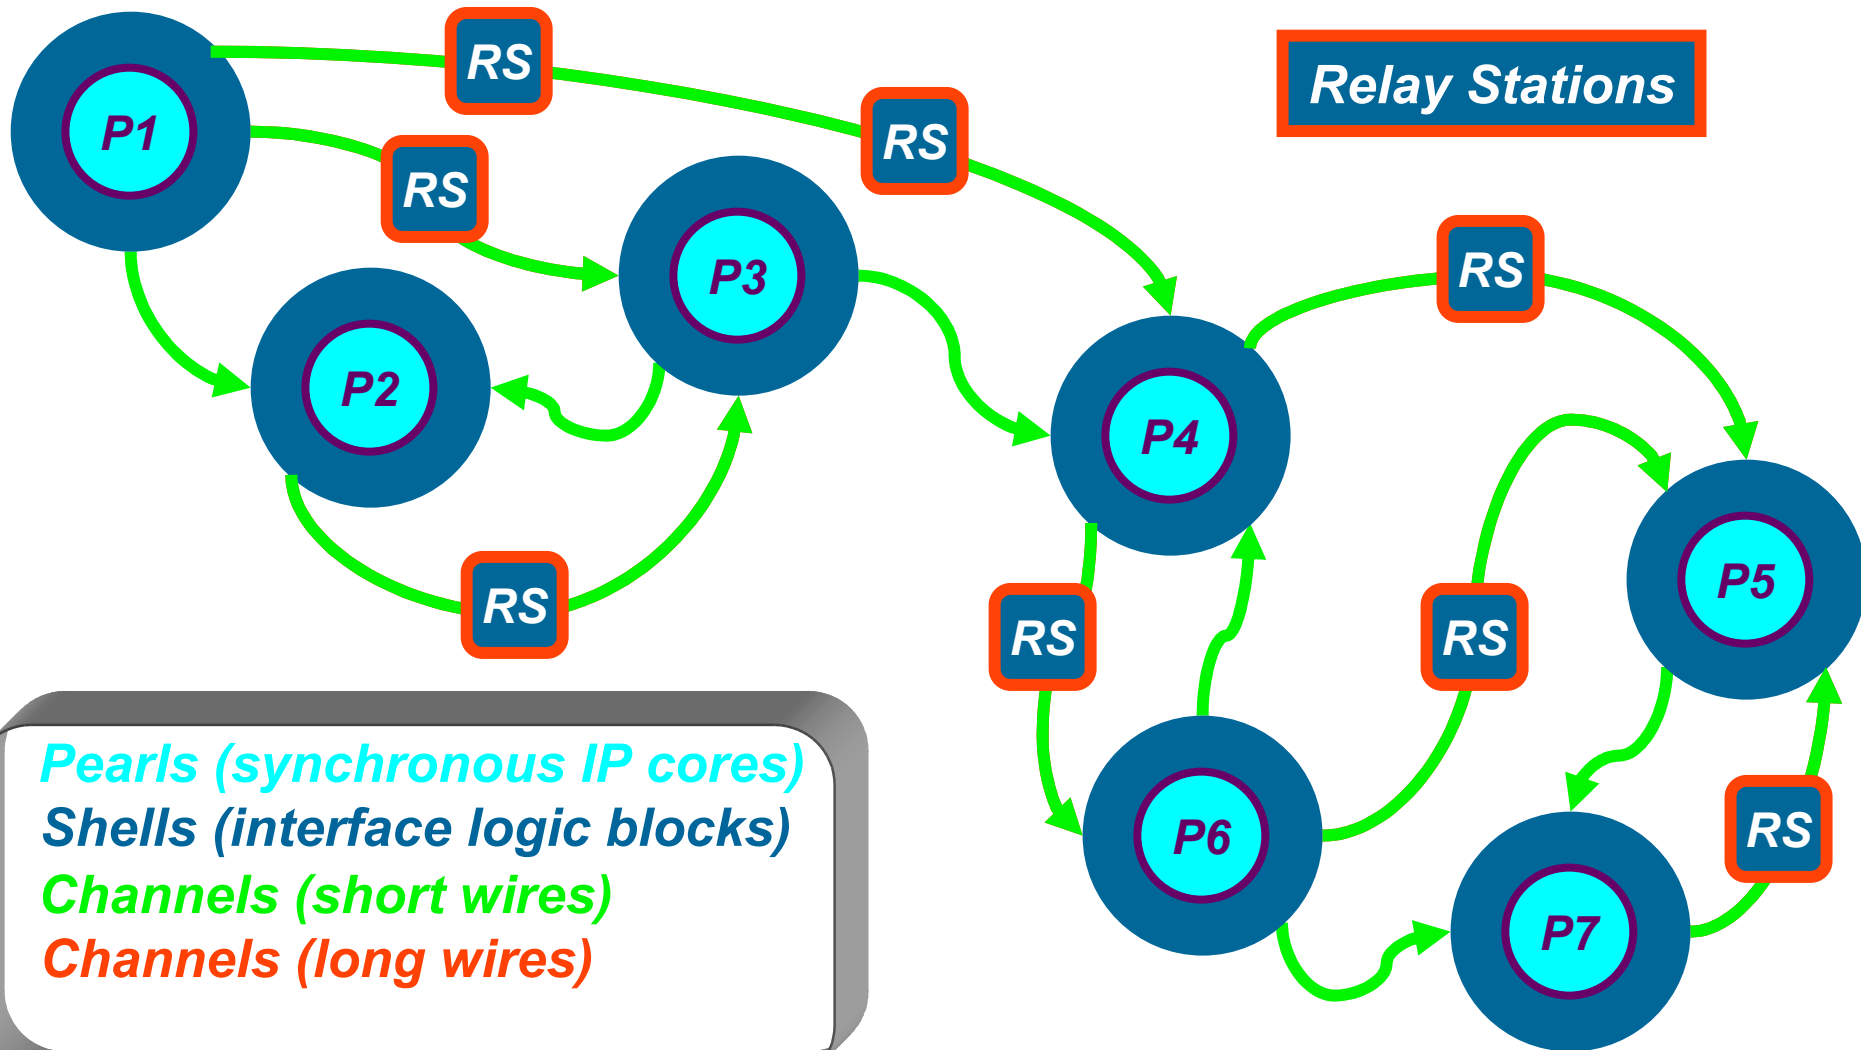 RS
Relay Stations
P1
RS
RS
P3
RS
P2
P4
P5
RS
RS
RS
Pearls (synchronous IP cores)
Shells (interface logic blocks)
P6
RS
Channels (short wires)
P7
Channels (long wires)